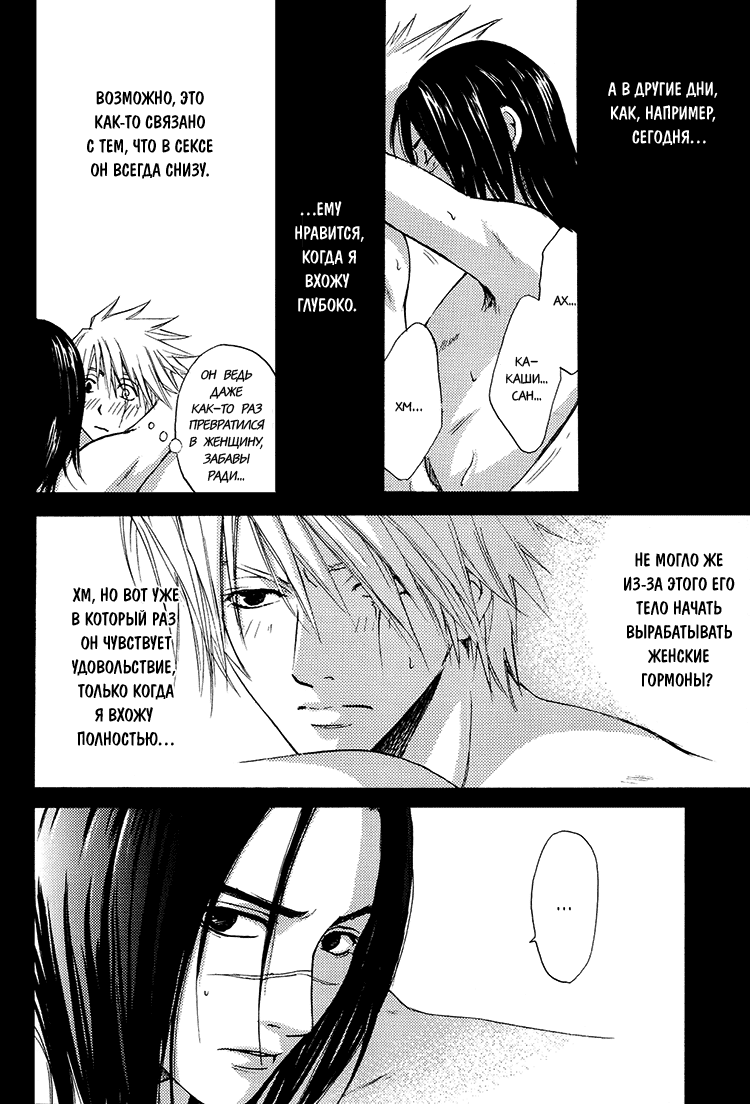 А В ДРУГИЕ ДНИ,
КАК, НАПРИМЕР,
СЕГОДНЯ...
АХ...
КА-
КАШИ...
САН...
ХМ...
...ЕМУ
НРАВИТСЯ,
КОГДА Я
ВХОЖУ
ГЛУБОКО.
ВОЗМОЖНО, ЭТО
КАК-ТО СВЯЗАНО
С ТЕМ, ЧТО В СЕКСЕ
ОН ВСЕГДА СНИЗУ.
ОН ВЕДЬ
ДАЖЕ
КАК-ТО РАЗ
ПРЕВРАТИЛСЯ
В ЖЕНЩИНУ,
ЗАБАВЫ
РАДИ...
НЕ МОГЛО ЖЕ
ИЗ-ЗА ЭТОГО ЕГО
ТЕЛО НАЧАТЬ
ВЫРАБАТЫВАТЬ
ЖЕНСКИЕ
ГОРМОНЫ?
ХМ, НО ВОТ УЖЕ
В КОТОРЫЙ РАЗ
ОН ЧУВСТВУЕТ
УДОВОЛЬСТВИЕ,
ТОЛЬКО КОГДА
Я ВХОЖУ
ПОЛНОСТЬЮ...
...